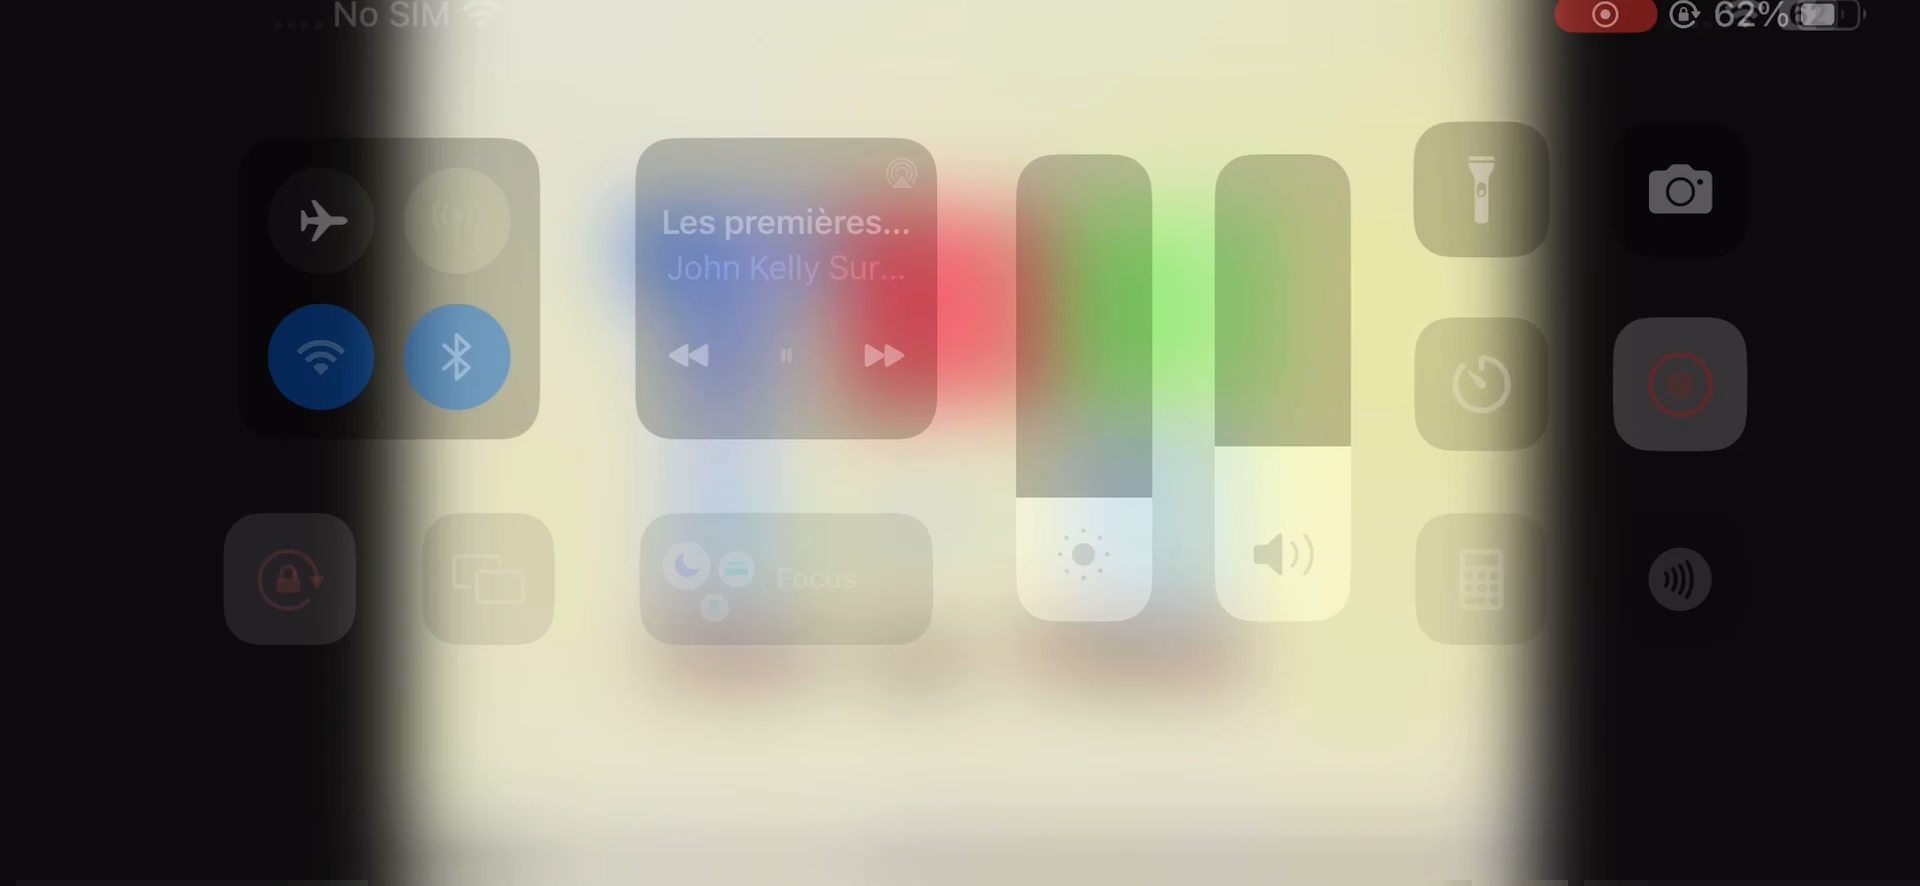 No SIM
62%
Les premières...
John Kelly Sur...
Focus